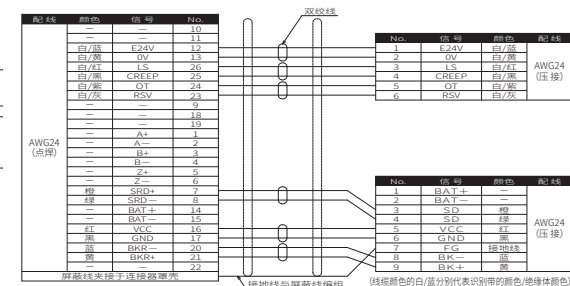 双绞线
配线 颜色 信号 No.
— — 10
— — 11
白/蓝 E24V 12
白/黄 0V 13
白/红 LS 26
白/黑 CREEP 25
白/紫 OT 24
白/灰 RSV 23
— — 9
— — 18
— — 19
— A+ 1
AWG24 — A— 2
(点焊) — B+ 3
— B— 4
— Z+ 5
— Z— 6
橙 SRD+ 7
绿 SRD— 8
— BAT+ 14
— BAT— 15
红 VCC 16
黑 GND 17
蓝 BKR— 20
黄 BKR+ 21
— — 22
屏蔽线夹接于连接器罩壳
No. 信号 颜色 配线
1 E24V 白/蓝
2 0V 白/黄
3 LS 白/红 AWG24
4 CREEP 白/黑 (压接)
5 OT 白/紫
6 RSV 白/灰
No. 信号 颜色 配线
1 BAT+ —
2 BAT— —
3 SD 橙
4 SD 绿
5 VCC 红 AWG24
6 GND 黑 (压接)
7 FG 接地线
8 BK— 蓝
9 BK+ 黄
接地线与屏蔽线编组
(线缆颜色的白/蓝分别代表识别带的颜色/绝缘体颜色)